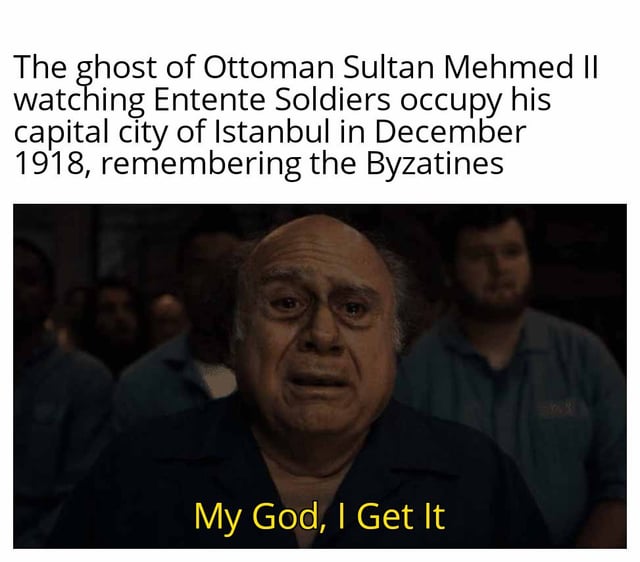 The ghost of Ottoman Sultan Mehmed II
watching Entente Soldiers occupy his
capital city of Istanbul in December
1918, remembering the Byzatines
My God, I Get It